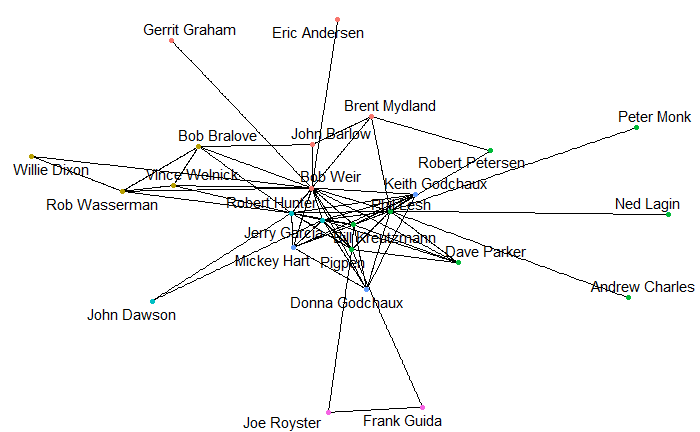 Gerrit Graham
Eric Andersen
Brent Mydland
Peter Monk
Bob Bralove
John Barlow
Robert Petersen
Willie Dixon
Vince Welnick
Bob Weir
Keith Godchaux
Rob Wasserman
Robert Hunter
Phil Lesh
Ned Lagin
Jerry Garcia
Bill Kreutzmann
Mickey Hart
Pigpen
Dave Parker
Donna Godchaux
Andrew Charles
John Dawson
Joe Royster
Frank Guida